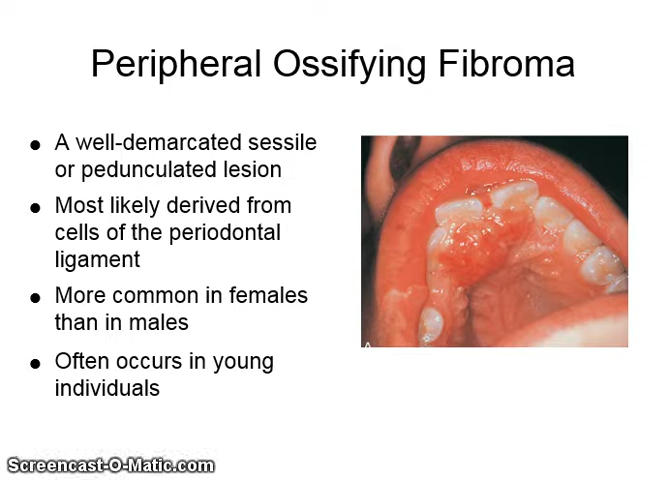 Peripheral Ossifying Fibroma
● A well-demarcated sessile
or pedunculated lesion
● Most likely derived from
cells of the periodontal
ligament
● More common in females
than in males
● Often occurs in young
individuals
A
Screencast-O-Matic.com